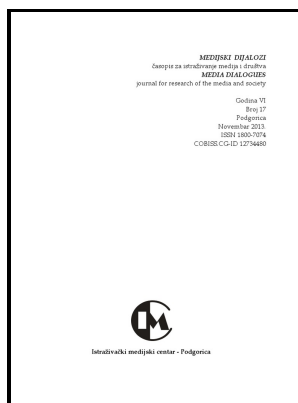 MEDIJSKI DIJALOZI
časopis za istraživanje medija i društva
MEDIA DIALOGUES
journal for research of the media and society
Godina VI
Broj 17
Podgorica
Novembar 2013.
ISSN 1800-7074
COBISS.CG-ID 12734480
IM
Istraživački medijski centar - Podgorica